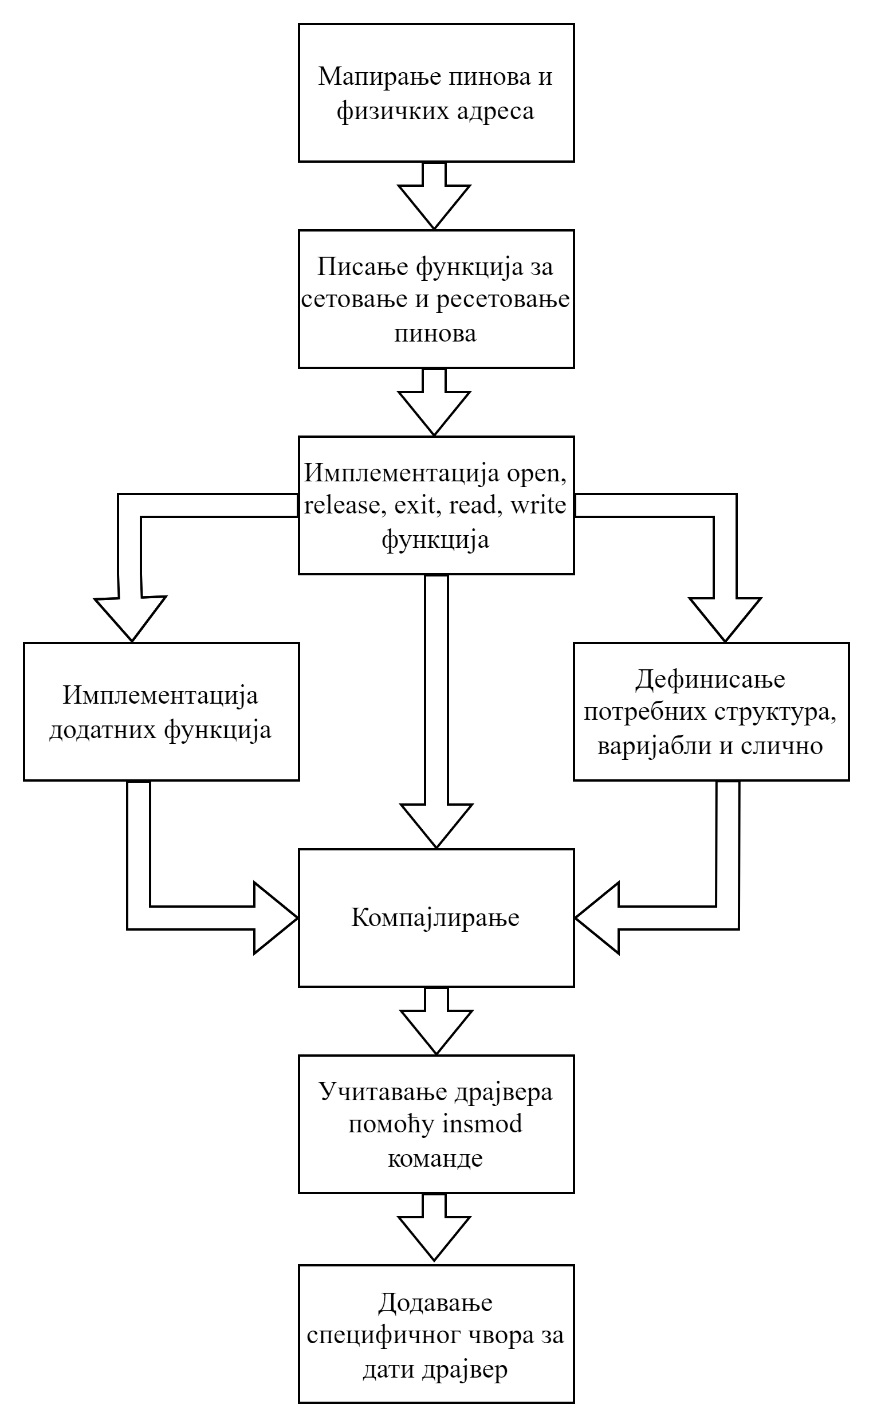 Мапирање пинова и
физичких адреса
Писање функција за
сетовање и ресетовање
пинова
Имплементација open,
release, exit, read, write
функција
Имплементација
додатних функција
Дефинисање
потребних структура,
варијабли и слично
Компајлирање
Учитавање драјвера
помоћу insmod
команде
Додавање
специфичног чвора за
дати драјвер